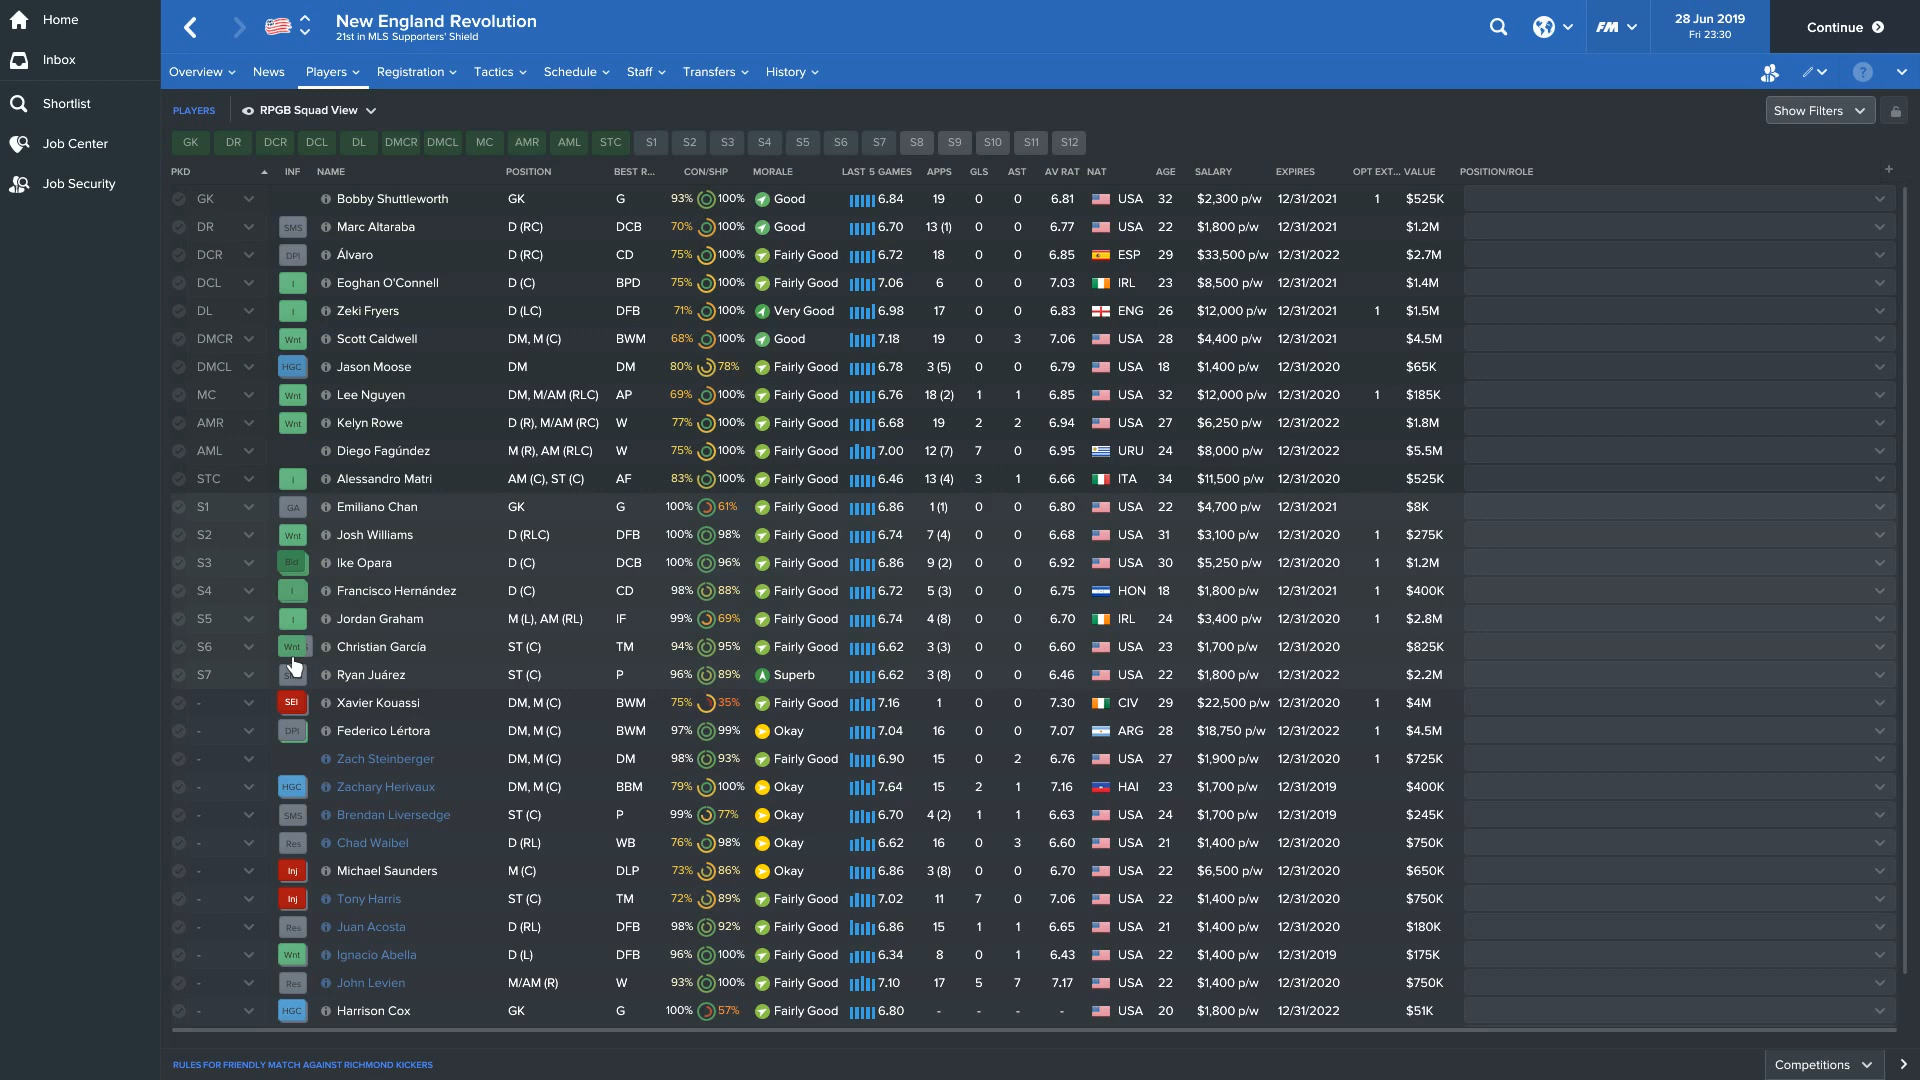 Home
Inbox
Shortlist
Job Center
Job Security
New England Revolution
21st in MLS Supporters' Shield
FM
28 Jun 2019
Fri 23:30
Continue
Overview News Players Registration Tactics Schedule Staff Transfers History
PLAYERS RPGB Squad View Show Filters
GK DR DCR DCL DL DMCR DMCL MC AMR AML STC S1 S2 S3 S4 S5 S6 S7 S8 S9 S10 S11 S12
PKD INF NAME POSITION BEST R... CON/SHP MORALE LAST 5 GAMES APPS GLS AST AV RAT NAT AGE SALARY EXPIRES OPT EXT... VALUE POSITION/ROLE
GK Bobby Shuttleworth GK G 93% 100% Good 6.84 19 0 0 6.81 USA 32 $2,300 p/w 12/31/2021 1 $525K
DR SMS Marc Altaraba D (RC) DCB 70% 100% Good 6.70 13 (1) 0 0 6.77 USA 22 $1,800 p/w 12/31/2021 $1.2M
DCR DPI Álvaro D (RC) CD 75% 100% Fairly Good 6.72 18 0 0 6.85 ESP 29 $33,500 p/w 12/31/2022 $2.7M
DCL I Eoghan O'Connell D (C) BPD 75% 100% Fairly Good 7.06 6 0 0 7.03 IRL 23 $8,500 p/w 12/31/2021 $1.4M
DL I Zeki Fryers D (LC) DFB 71% 100% Very Good 6.98 17 0 0 6.83 ENG 26 $12,000 p/w 12/31/2021 1 $1.5M
DMCR Wnt Scott Caldwell DM, M (C) BWM 68% 100% Good 7.18 19 0 3 7.06 USA 28 $4,400 p/w 12/31/2021 $4.5M
DMCL HGC Jason Moose DM DM 80% 78% Fairly Good 6.78 3 (5) 0 0 6.79 USA 18 $1,400 p/w 12/31/2020 $65K
MC Wnt Lee Nguyen DM, M/AM (RLC) AP 69% 100% Fairly Good 6.76 18 (2) 1 1 6.85 USA 32 $12,000 p/w 12/31/2020 1 $185K
AMR Wnt Kelyn Rowe D (R), M/AM (RC) W 77% 100% Fairly Good 6.68 19 2 2 6.94 USA 27 $6,250 p/w 12/31/2022 $1.8M
AML Diego Fagúndez M (R), AM (RLC) W 75% 100% Fairly Good 7.00 12 (7) 7 0 6.95 URU 24 $8,000 p/w 12/31/2022 $5.5M
STC I Alessandro Matri AM (C), ST (C) AF 83% 100% Fairly Good 6.46 13 (4) 3 1 6.66 ITA 34 $11,500 p/w 12/31/2020 $525K
S1 GA Emiliano Chan GK G 100% 61% Fairly Good 6.86 1 (1) 0 0 6.80 USA 22 $4,700 p/w 12/31/2021 $8K
S2 Wnt Josh Williams D (RLC) DFB 100% 98% Fairly Good 6.74 7 (4) 0 0 6.68 USA 31 $3,100 p/w 12/31/2020 1 $275K
S3 Bid Ike Opara D (C) DCB 100% 96% Fairly Good 6.86 9 (2) 0 0 6.92 USA 30 $5,250 p/w 12/31/2020 1 $1.2M
S4 I Francisco Hernández D (C) CD 98% 88% Fairly Good 6.72 5 (3) 0 0 6.75 HON 18 $1,800 p/w 12/31/2021 1 $400K
S5 I Jordan Graham M (L), AM (RL) IF 99% 69% Fairly Good 6.74 4 (8) 0 0 6.70 IRL 24 $3,400 p/w 12/31/2020 1 $2.8M
S6 Wnt Christian García ST (C) TM 94% 95% Fairly Good 6.62 3 (3) 0 0 6.60 USA 23 $1,700 p/w 12/31/2020 $825K
S7 Ryan Juárez ST (C) P 96% 89% Superb 6.62 3 (8) 0 0 6.46 USA 22 $1,800 p/w 12/31/2022 $2.2M
- SEI Xavier Kouassi DM, M (C) BWM 75% 35% Fairly Good 7.16 1 0 0 7.30 CIV 29 $22,500 p/w 12/31/2020 1 $4M
- DPI Federico Lértora DM, M (C) BWM 97% 99% Okay 7.04 16 0 0 7.07 ARG 28 $18,750 p/w 12/31/2022 1 $4.5M
- Zach Steinberger DM, M (C) DM 98% 93% Fairly Good 6.90 15 0 2 6.76 USA 27 $1,900 p/w 12/31/2020 1 $725K
- HGC Zachary Herivaux DM, M (C) BBM 79% 100% Okay 7.64 15 2 1 7.16 HAI 23 $1,700 p/w 12/31/2019 $400K
- SMS Brendan Liversedge ST (C) P 99% 77% Okay 6.70 4 (2) 1 1 6.63 USA 24 $1,700 p/w 12/31/2019 $245K
- Res Chad Waibel D (RL) WB 76% 98% Okay 6.62 16 0 3 6.60 USA 21 $1,400 p/w 12/31/2020 $750K
- Inj Michael Saunders M (C) DLP 73% 86% Okay 6.86 3 (8) 0 1 6.70 USA 22 $6,500 p/w 12/31/2020 $650K
- Inj Tony Harris ST (C) TM 72% 89% Fairly Good 7.02 11 7 0 7.06 USA 22 $1,400 p/w 12/31/2020 $750K
- Res Juan Acosta D (RL) DFB 98% 92% Fairly Good 6.86 15 1 1 6.65 USA 21 $1,400 p/w 12/31/2020 $180K
- Wnt Ignacio Abella D (L) DFB 96% 100% Fairly Good 6.34 8 0 1 6.43 USA 22 $1,400 p/w 12/31/2019 $175K
- Res John Levien M/AM (R) W 93% 100% Fairly Good 7.10 17 5 7 7.17 USA 22 $1,400 p/w 12/31/2020 $750K
- HGC Harrison Cox GK G 100% 57% Fairly Good 6.80 - - - - USA 20 $1,800 p/w 12/31/2022 $51K
RULES FOR FRIENDLY MATCH AGAINST RICHMOND KICKERS Competitions